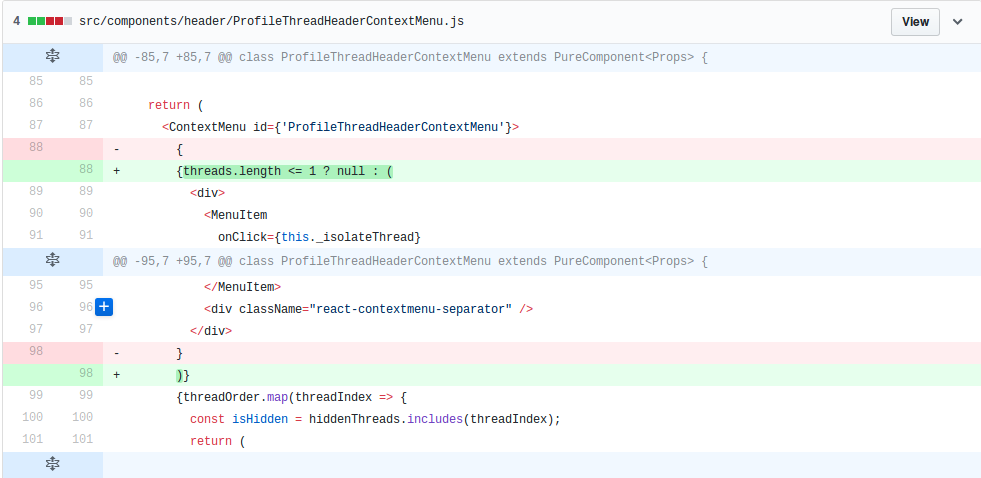 4 src/components/header/ProfileThreadHeaderContextMenu.js View
@@ -85,7 +85,7 @@ class ProfileThreadHeaderContextMenu extends PureComponent<Props> {
85 85
86 86 return (
87 87 <ContextMenu id={'ProfileThreadHeaderContextMenu'}>
88 - {
88 + {threads.length <= 1 ? null : (
89 89 <div>
90 90 <MenuItem
91 91 onClick={this._isolateThread}
@@ -95,7 +95,7 @@ class ProfileThreadHeaderContextMenu extends PureComponent<Props> {
95 95 </MenuItem>
96 96 + <div className="react-contextmenu-separator" />
97 97 </div>
98 - }
98 + )}
99 99 {threadOrder.map(threadIndex => {
100 100 const isHidden = hiddenThreads.includes(threadIndex);
101 101 return (